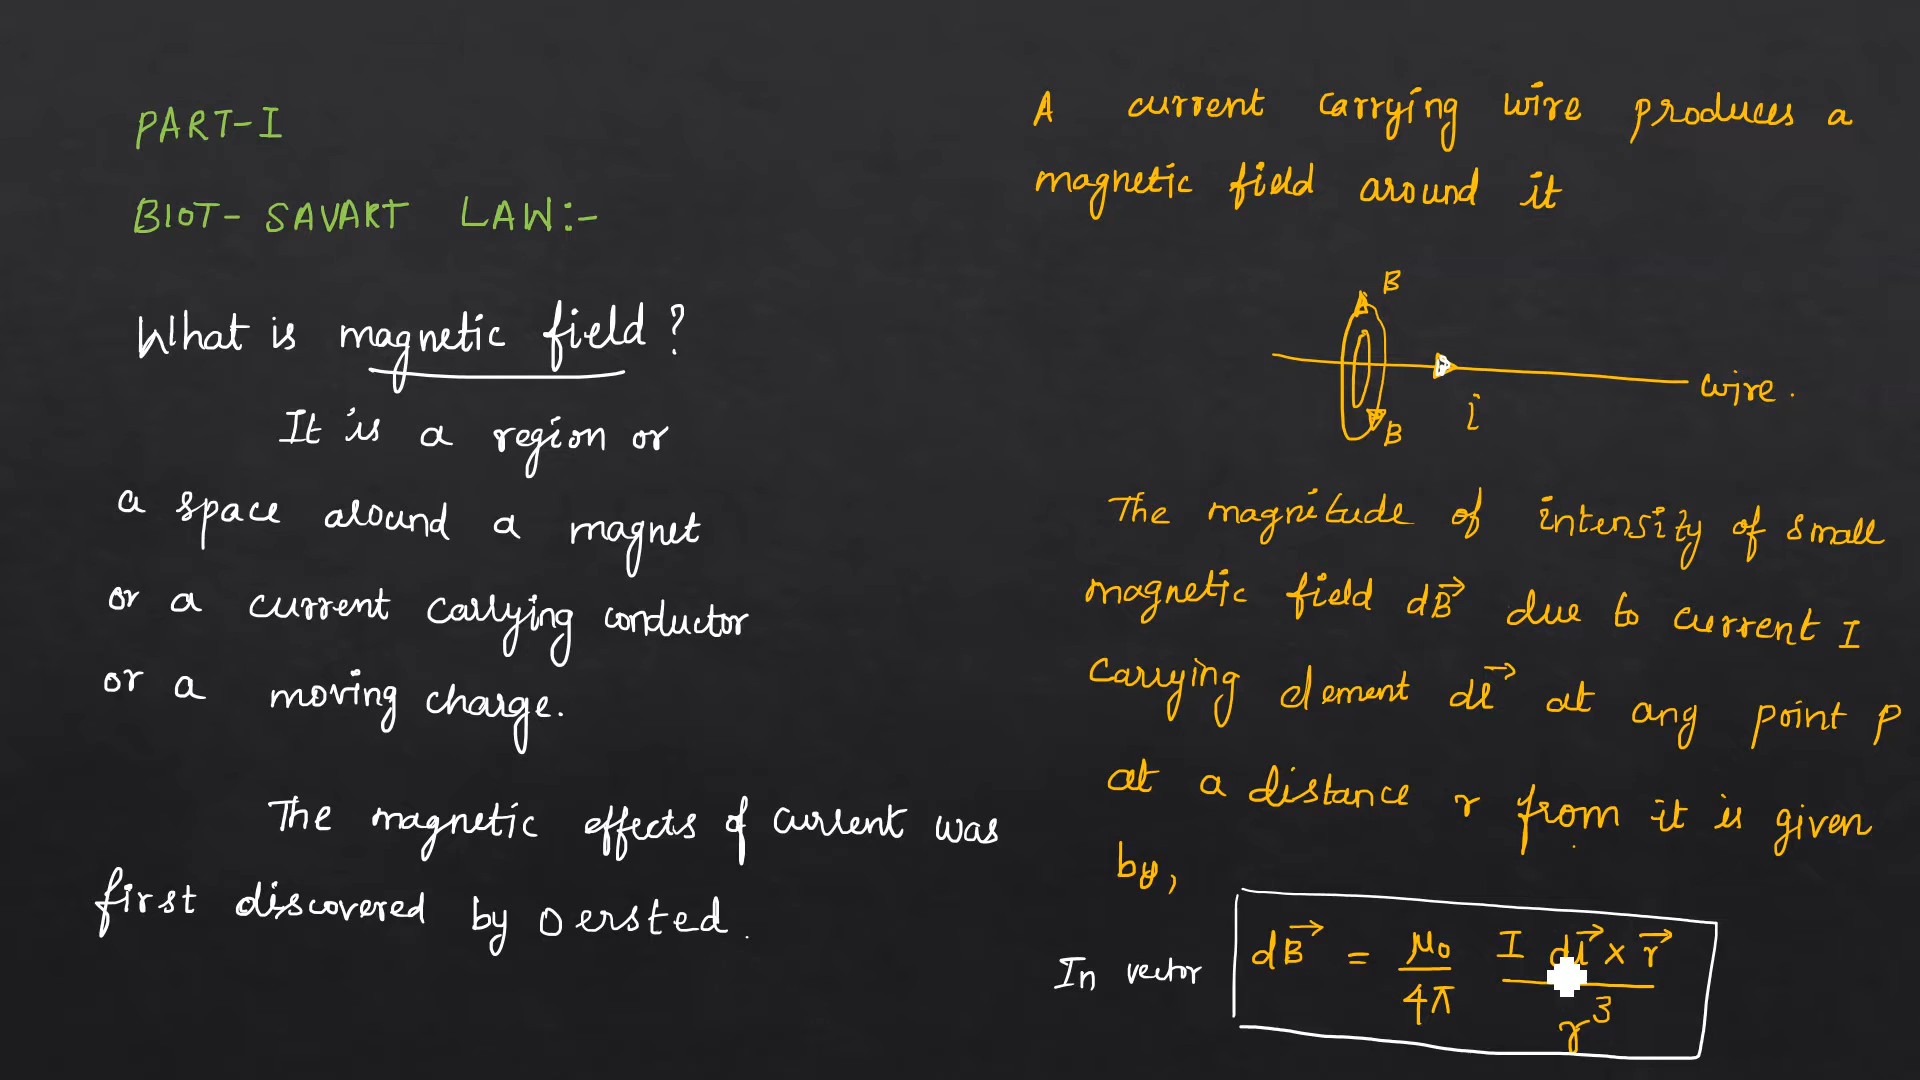 PART-I
BIOT-SAVART LAW:-
What is magnetic field?
It is a region or
a space around a magnet
or a current carrying conductor
or a moving charge.
The magnetic effects of current was
first discovered by Oersted.
A current carrying wire produces a
magnetic field around it
B
wire.
i
B
The magnitude of intensity of small
magnetic field dB⃗ due to current I
carrying element dl⃗ at any point P
at a distance r from it is given
by,
In vector dB⃗ = μ₀/4π I dl⃗ × r⃗ / r³